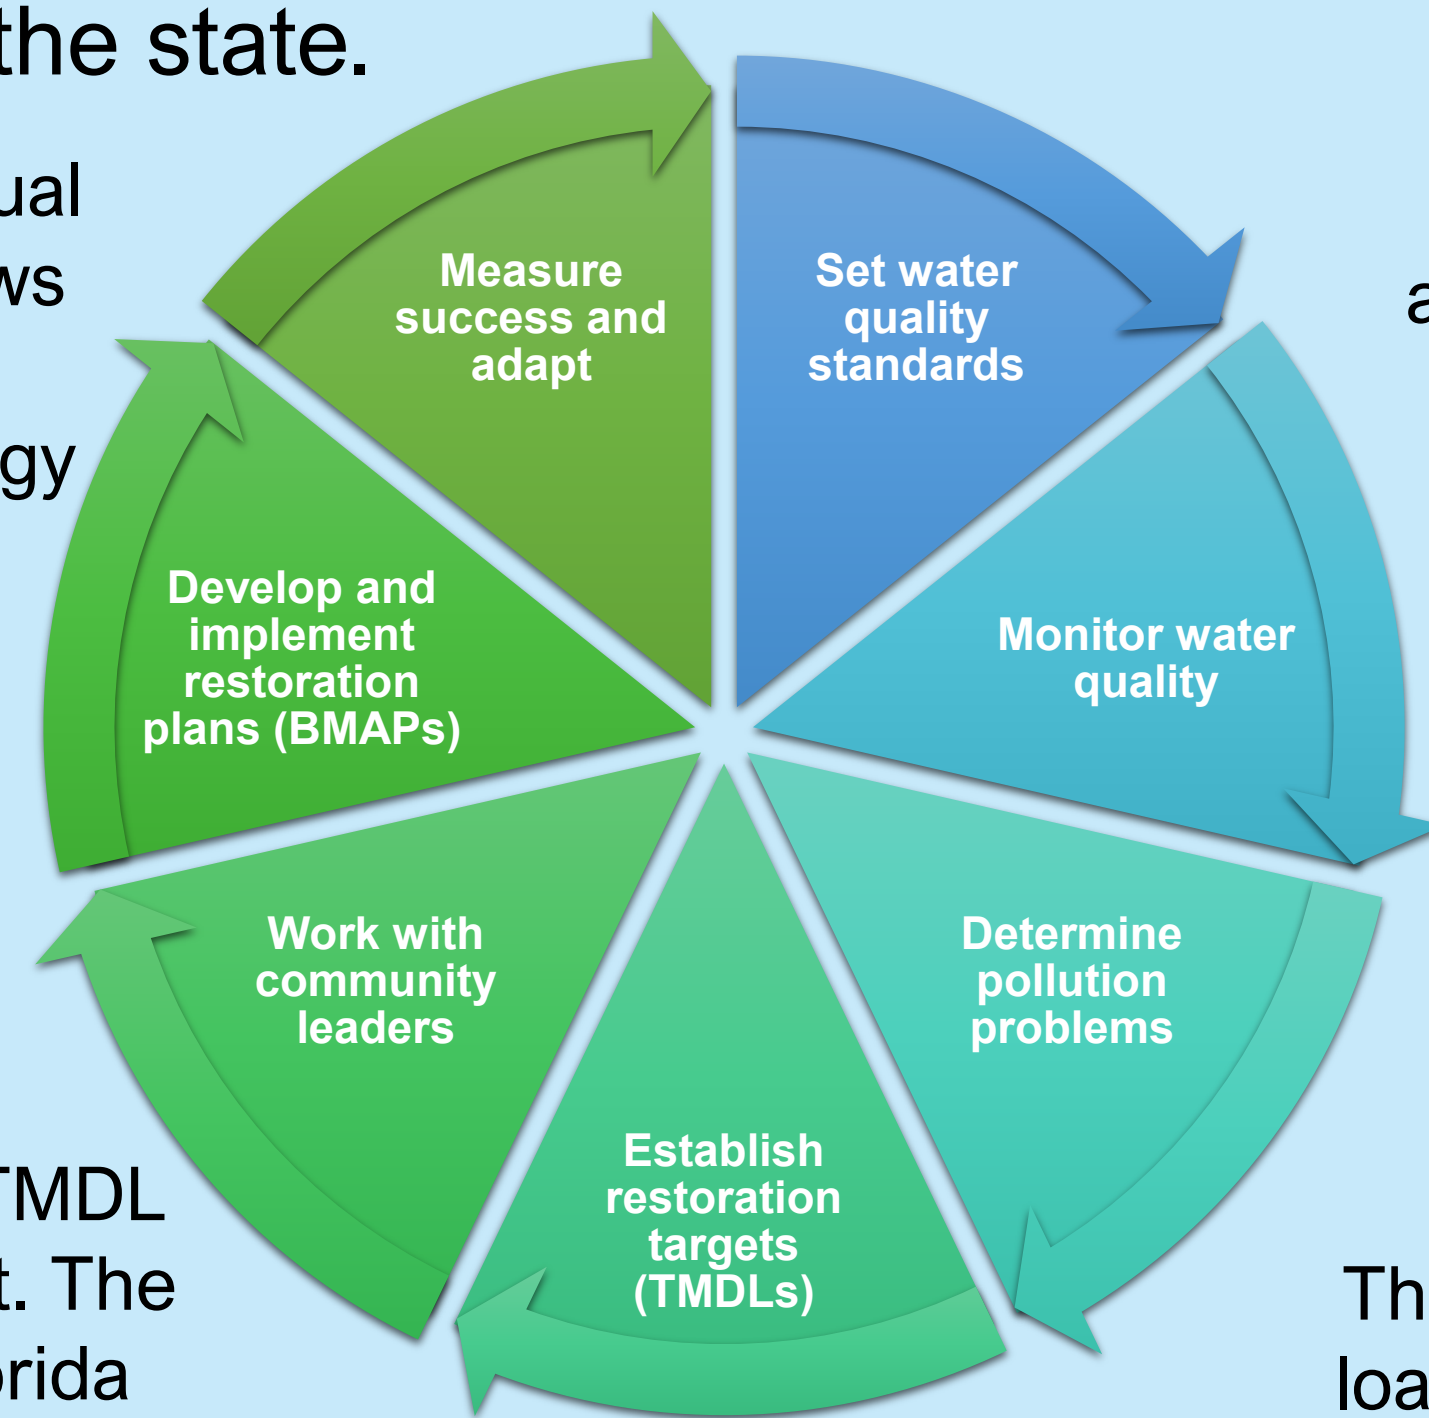 the state.
ual
ws
gy
TMDL
t. The
orida
a
Th
loa
Set water
quality
standards
Monitor water
quality
Determine
pollution
problems
Establish
restoration
targets
(TMDLs)
Work with
community
leaders
Develop and
implement
restoration
plans (BMAPs)
Measure
success and
adapt